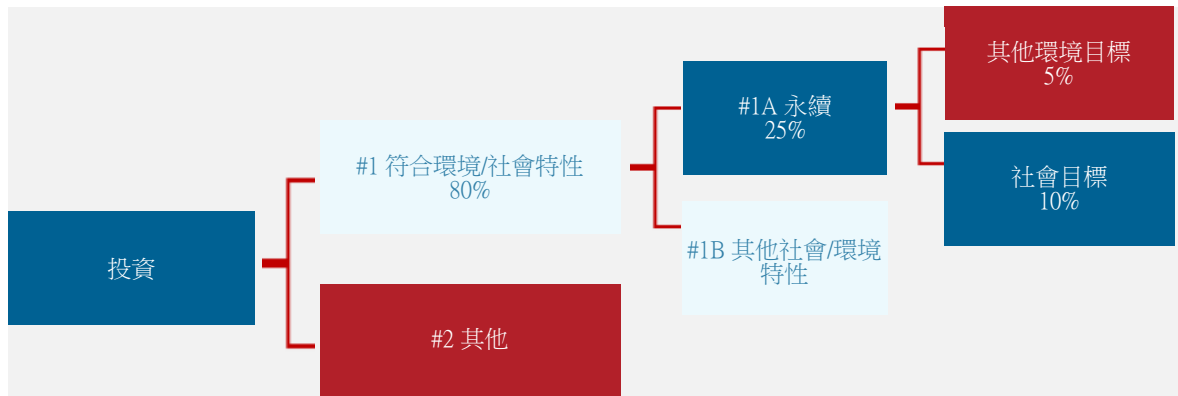 其他環境目標
5%
#1A 永續
25%
社會目標
10%
#1 符合環境/社會特性
80%
#1B 其他社會/環境
特性
投資
#2 其他